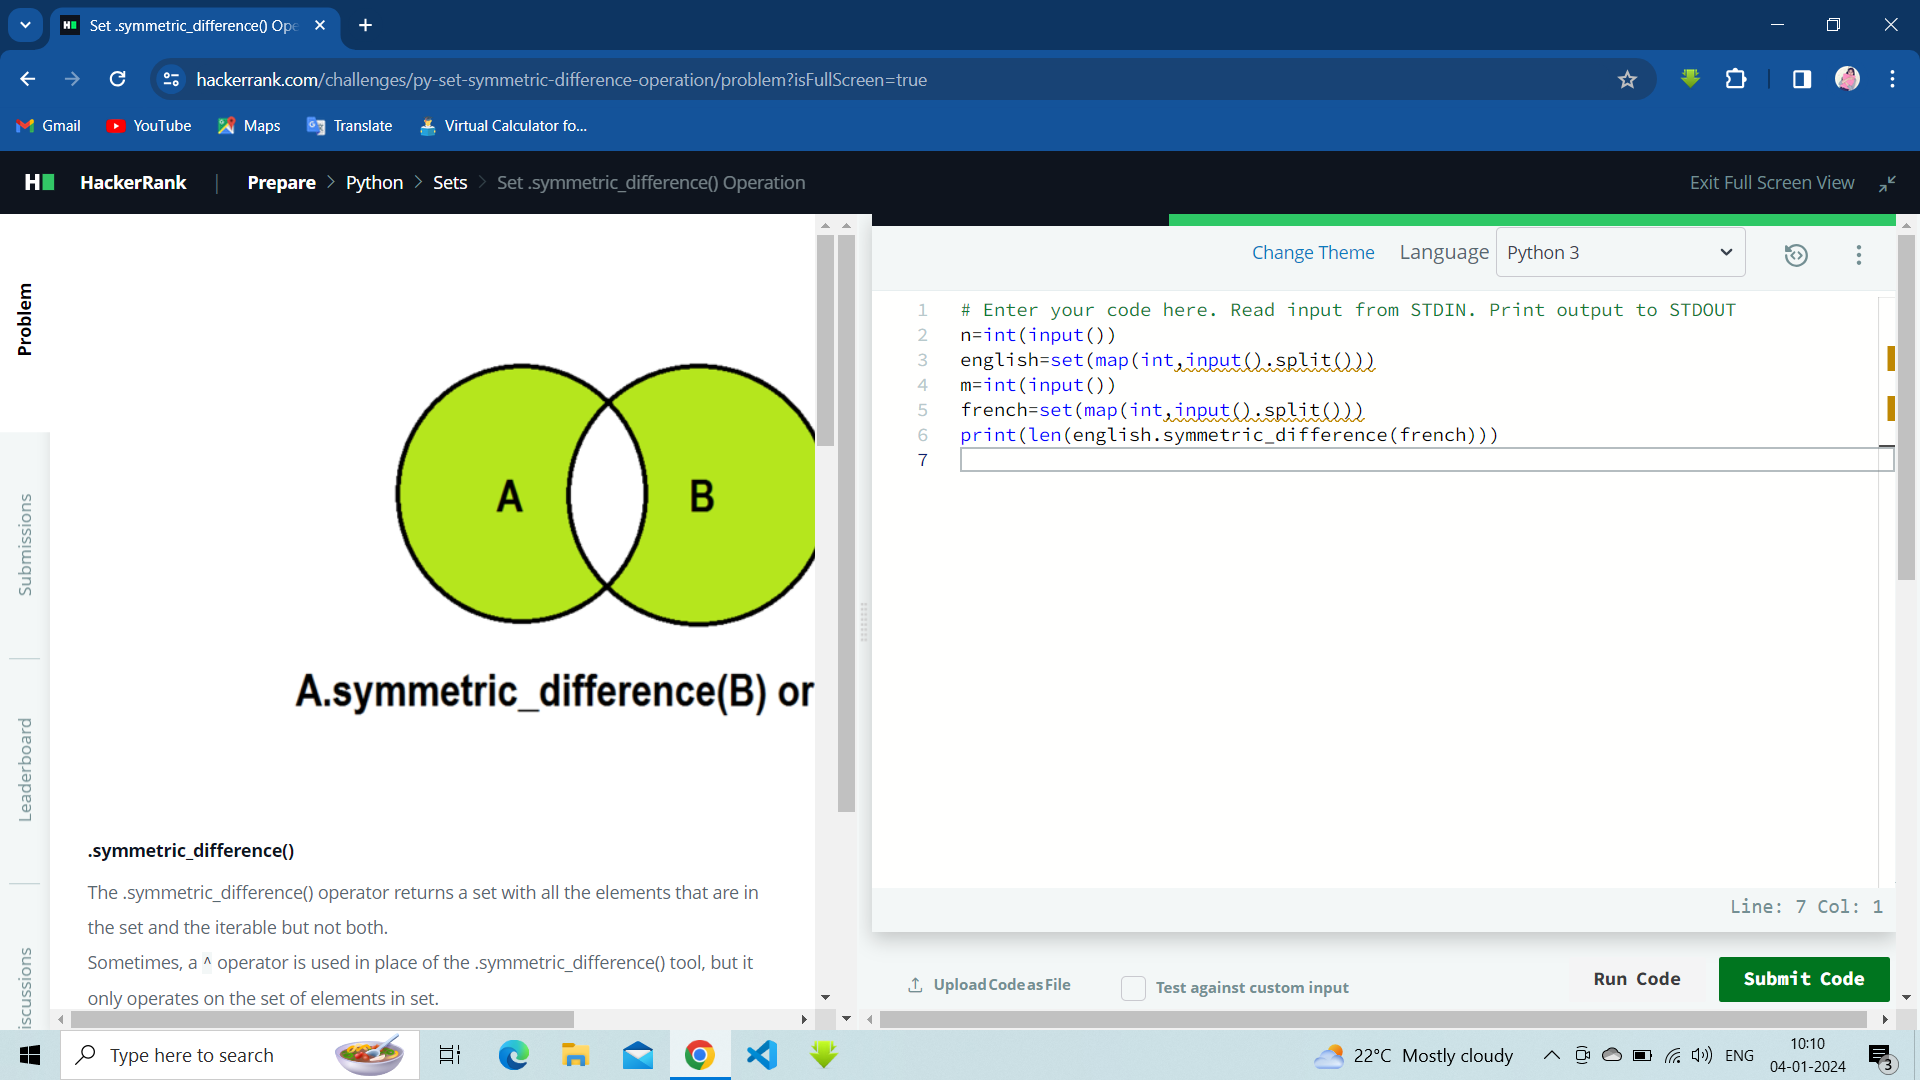 Set .symmetric_difference() Ope
hackerrank.com/challenges/py-set-symmetric-difference-operation/problem?isFullScreen=true
Gmail
YouTube
Maps
Translate
Virtual Calculator fo...
H
HackerRank
|
Prepare > Python > Sets > Set .symmetric_difference() Operation
Exit Full Screen View
Problem
Submissions
Leaderboard
iscussions
A
B
A.symmetric_difference(B) or
.symmetric_difference()
The .symmetric_difference() operator returns a set with all the elements that are in
the set and the iterable but not both.
Sometimes, a ^ operator is used in place of the .symmetric_difference() tool, but it
only operates on the set of elements in set.
Change Theme
Language
Python 3
1 # Enter your code here. Read input from STDIN. Print output to STDOUT
2 n=int(input())
3 english=set(map(int,input().split()))
4 m=int(input())
5 french=set(map(int,input().split()))
6 print(len(english.symmetric_difference(french)))
7
Line: 7 Col: 1
Upload Code as File
Test against custom input
Run Code
Submit Code
Type here to search
22°C Mostly cloudy
ENG
10:10
04-01-2024
3